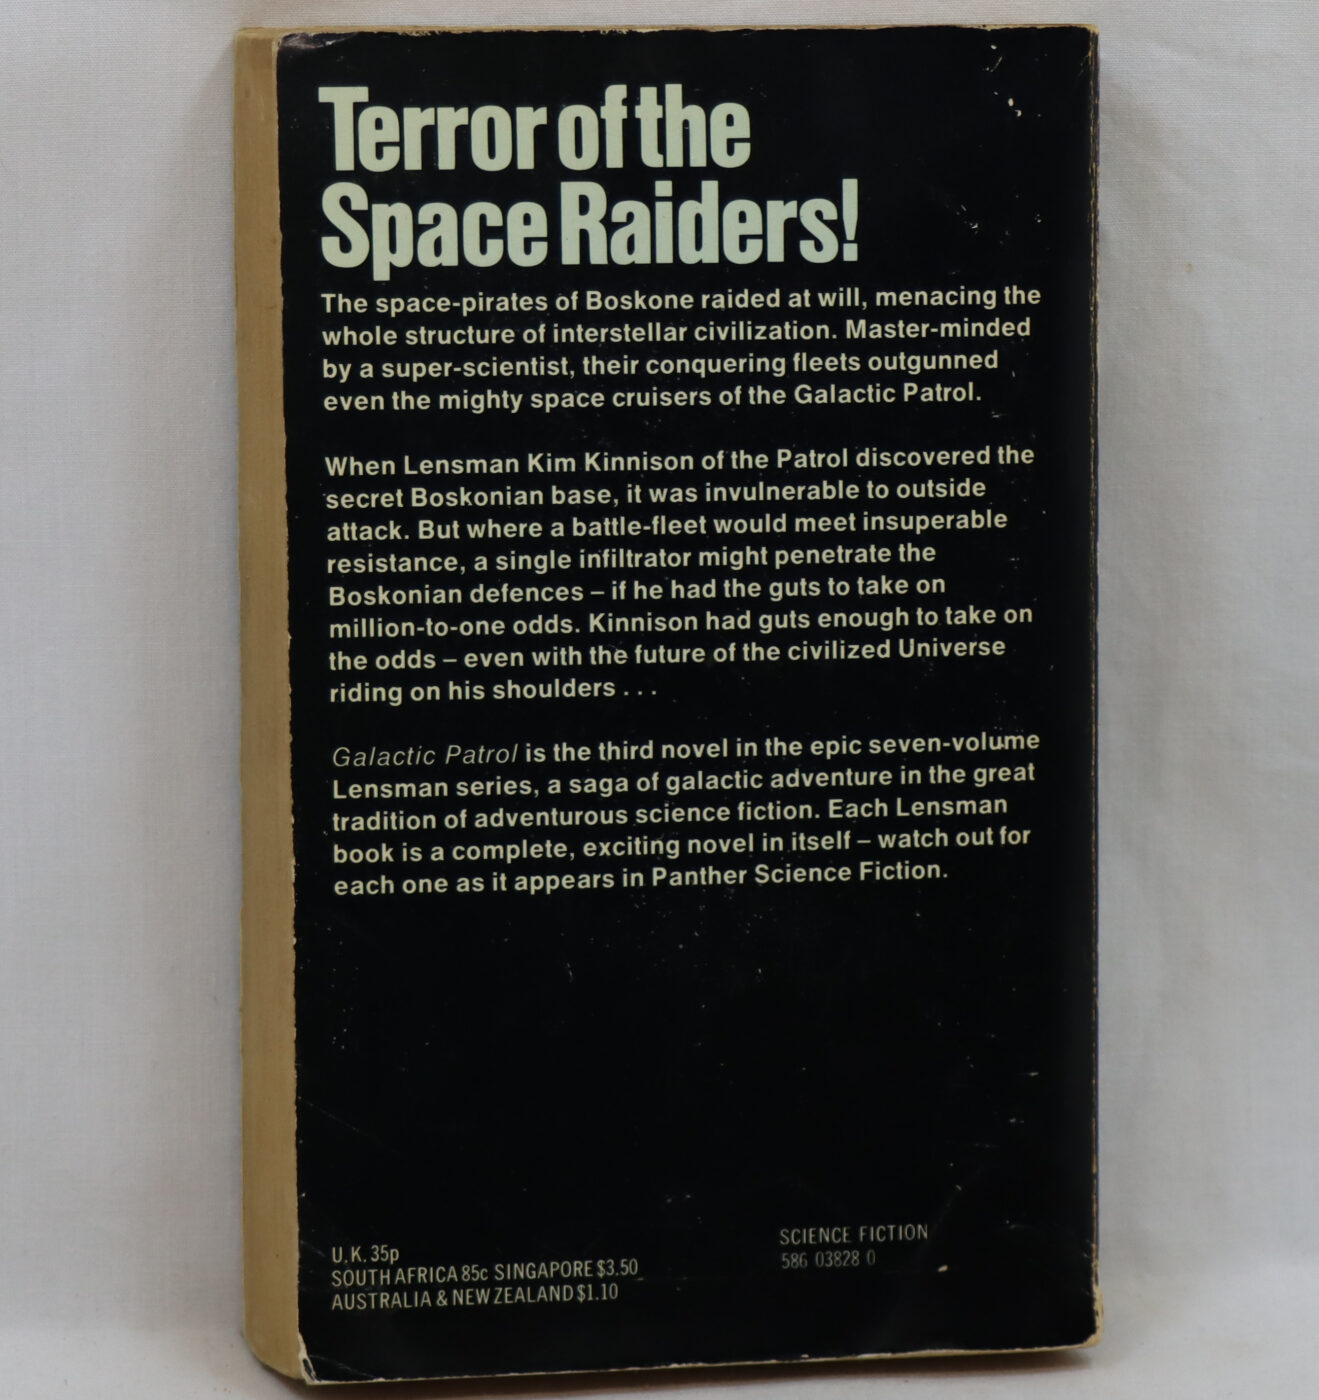 Terror of the
Space Raiders!
The space-pirates of Boskone raided at will, menacing the
whole structure of interstellar civilization. Master-minded
by a super-scientist, their conquering fleets outgunned
even the mighty space cruisers of the Galactic Patrol.
When Lensman Kim Kinnison of the Patrol discovered the
secret Boskonian base, it was invulnerable to outside
attack. But where a battle-fleet would meet insuperable
resistance, a single infiltrator might penetrate the
Boskonian defences – if he had the guts to take on
million-to-one odds. Kinnison had guts enough to take on
the odds – even with the future of the civilized Universe
riding on his shoulders . . .
Galactic Patrol is the third novel in the epic seven-volume
Lensman series, a saga of galactic adventure in the great
tradition of adventurous science fiction. Each Lensman
book is a complete, exciting novel in itself – watch out for
each one as it appears in Panther Science Fiction.
U.K. 35p
SOUTH AFRICA 85c SINGAPORE $3.50
AUSTRALIA & NEW ZEALAND $1.10
SCIENCE FICTION
586 03828 0